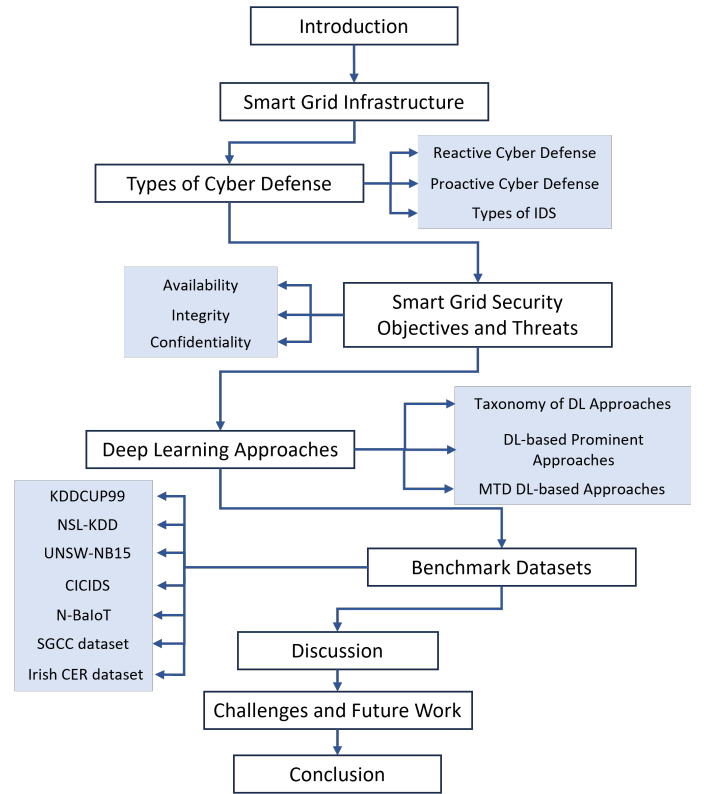 Introduction
Smart Grid Infrastructure
Types of Cyber Defense
Reactive Cyber Defense
Proactive Cyber Defense
Types of IDS
Availability
Integrity
Confidentiality
Smart Grid Security
Objectives and Threats
Deep Learning Approaches
Taxonomy of DL Approaches
DL-based Prominent
Approaches
MTD DL-based Approaches
KDDCUP99
NSL-KDD
UNSW-NB15
CICIDS
N-BaIoT
SGCC dataset
Irish CER dataset
Benchmark Datasets
Discussion
Challenges and Future Work
Conclusion